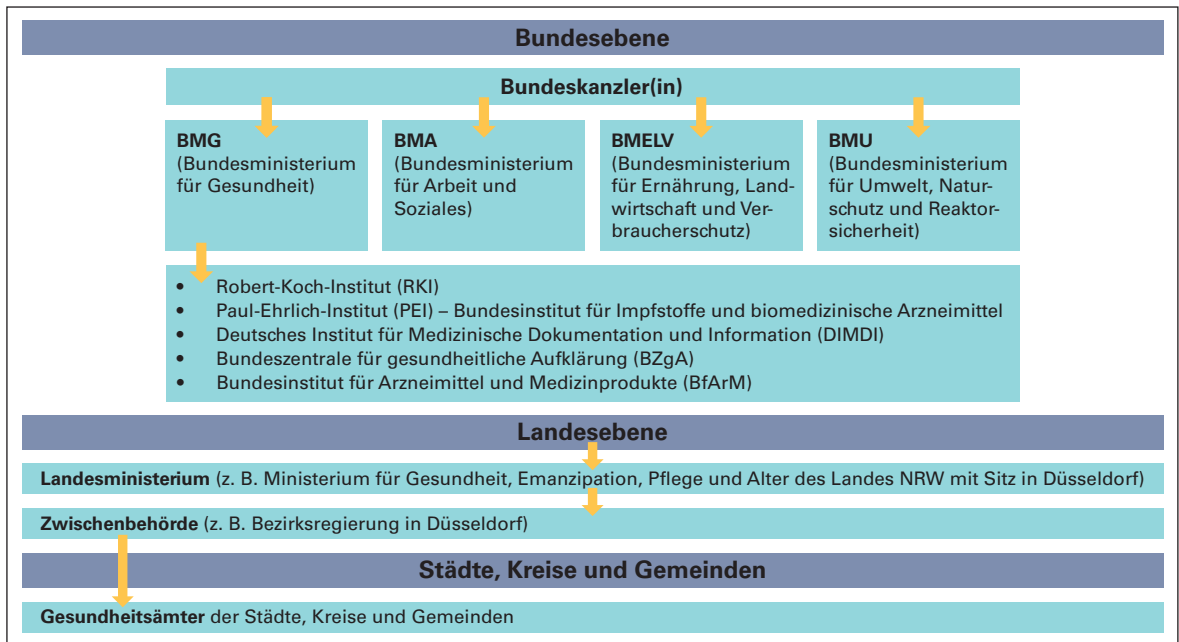 Bundesebene
Bundeskanzler(in)
BMG
(Bundesministerium
für Gesundheit)
BMA
(Bundesministerium
für Arbeit und
Soziales)
BMELV
(Bundesministerium
für Ernährung, Land-
wirtschaft und Ver-
braucherschutz)
BMU
(Bundesministerium
für Umwelt, Natur-
schutz und Reaktor-
sicherheit)
• Robert-Koch-Institut (RKI)
• Paul-Ehrlich-Institut (PEI) – Bundesinstitut für Impfstoffe und biomedizinische Arzneimittel
• Deutsches Institut für Medizinische Dokumentation und Information (DIMDI)
• Bundeszentrale für gesundheitliche Aufklärung (BZgA)
• Bundesinstitut für Arzneimittel und Medizinprodukte (BfArM)
Landesebene
Landesministerium (z. B. Ministerium für Gesundheit, Emanzipation, Pflege und Alter des Landes NRW mit Sitz in Düsseldorf)
Zwischenbehörde (z. B. Bezirksregierung in Düsseldorf)
Städte, Kreise und Gemeinden
Gesundheitsämter der Städte, Kreise und Gemeinden